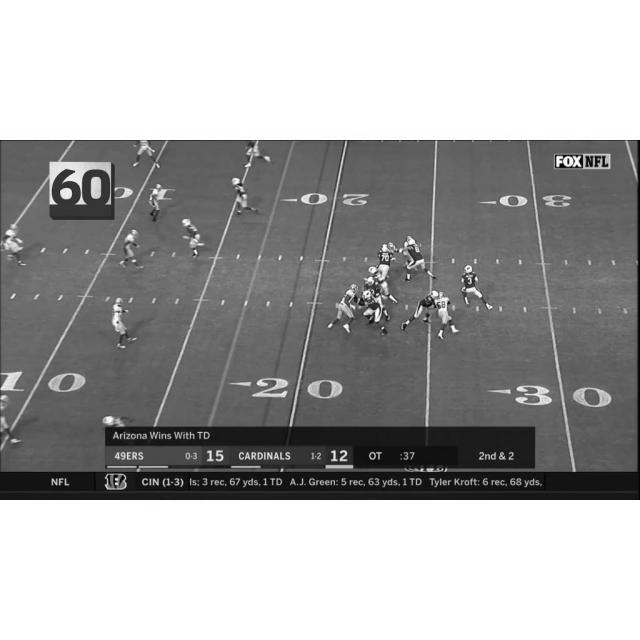 FOX NFL
60
10
20
30
10
20
30
Arizona Wins With TD
49ERS 0-3 15 CARDINALS 1-2 12 OT :37 2nd & 2
NFL CIN (1-3) ls; 3 rec, 67 yds, 1 TD A.J. Green: 5 rec, 63 yds, 1 TD Tyler Kroft: 6 rec, 68 yds,